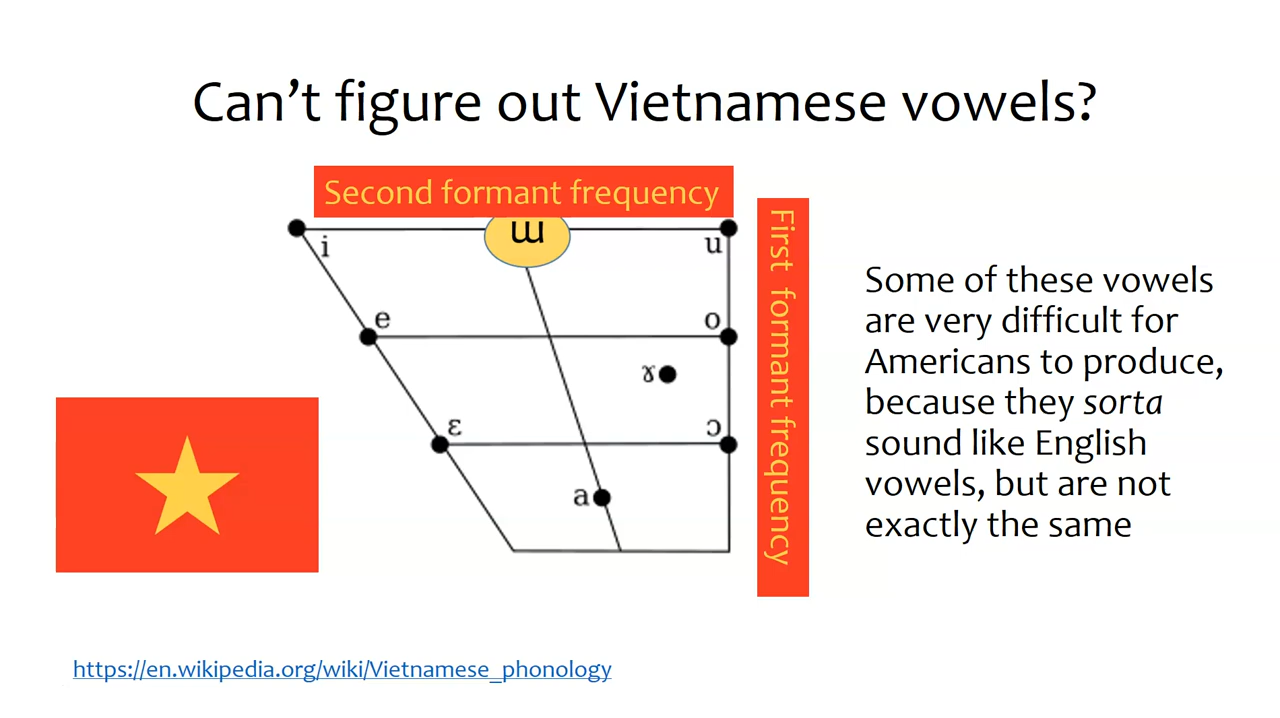 Can’t figure out Vietnamese vowels?
Second formant frequency
First formant frequency
ɯ
i
u
e
o
ɤ
ɛ
ɔ
a
Some of these vowels
are very difficult for
Americans to produce,
because they sorta
sound like English
vowels, but are not
exactly the same
https://en.wikipedia.org/wiki/Vietnamese_phonology